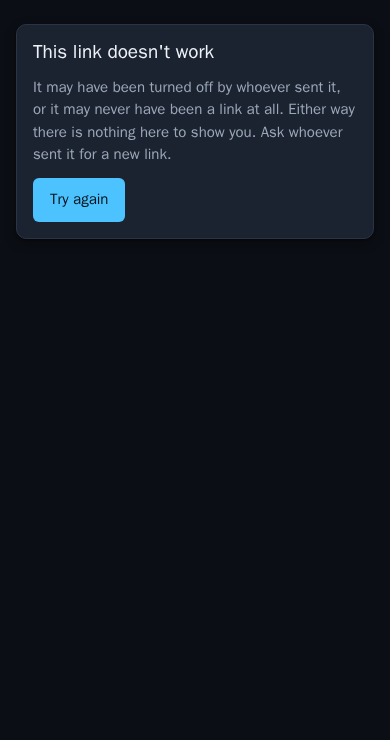 This link doesn't work
It may have been turned off by whoever sent it,
or it may never have been a link at all. Either way
there is nothing here to show you. Ask whoever
sent it for a new link.
Try again